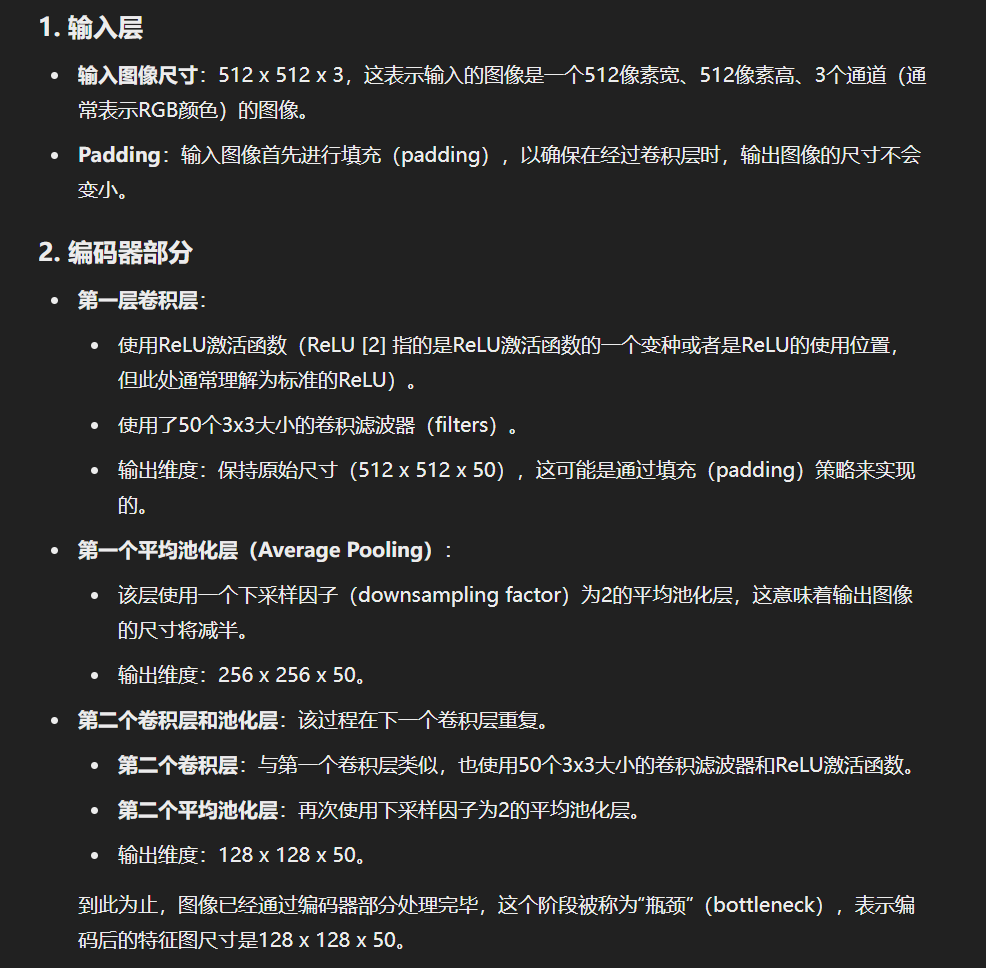 1. 输入层
• 输入图像尺寸：512 x 512 x 3，这表示输入的图像是一个512像素宽、512像素高、3个通道（通
常表示RGB颜色）的图像。
• Padding：输入图像首先进行填充（padding），以确保在经过卷积层时，输出图像的尺寸不会
变小。
2. 编码器部分
• 第一层卷积层：
• 使用ReLU激活函数（ReLU [2] 指的是ReLU激活函数的一个变种或者是ReLU的使用位置，
但此处通常理解为标准的ReLU）。
• 使用了50个3x3大小的卷积滤波器（filters）。
• 输出维度：保持原始尺寸（512 x 512 x 50），这可能是通过填充（padding）策略来实现
的。
• 第一个平均池化层（Average Pooling）：
• 该层使用一个下采样因子（downsampling factor）为2的平均池化层，这意味着输出图像
的尺寸将减半。
• 输出维度：256 x 256 x 50。
• 第二个卷积层和池化层：该过程在下一个卷积层重复。
• 第二个卷积层：与第一个卷积层类似，也使用50个3x3大小的卷积滤波器和ReLU激活函数。
• 第二个平均池化层：再次使用下采样因子为2的平均池化层。
• 输出维度：128 x 128 x 50。
到此为止，图像已经通过编码器部分处理完毕，这个阶段被称为“瓶颈”（bottleneck），表示编
码后的特征图尺寸是128 x 128 x 50。